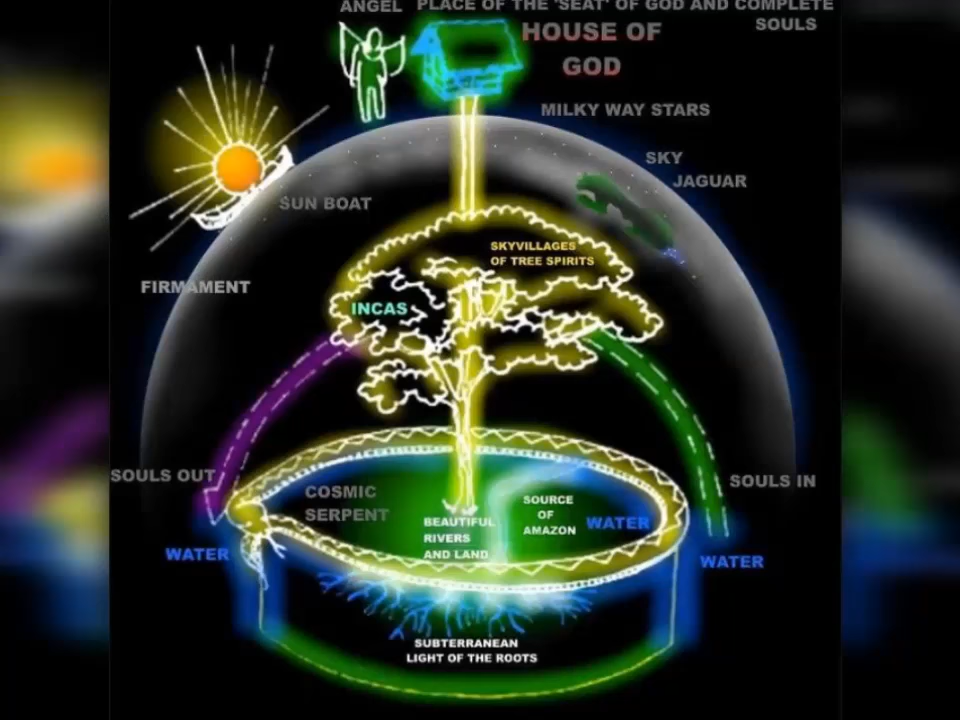 ANGEL
PLACE OF THE 'SEAT' OF GOD AND COMPLETE
SOULS
HOUSE OF
GOD
MILKY WAY STARS
SKY
JAGUAR
SUN BOAT
SKYVILLAGES
OF TREE SPIRITS
FIRMAMENT
INCAS
SOULS OUT
SOULS IN
COSMIC
SERPENT
SOURCE
OF
AMAZON
WATER
BEAUTIFUL
RIVERS
AND LAND
WATER
WATER
SUBTERRANEAN
LIGHT OF THE ROOTS